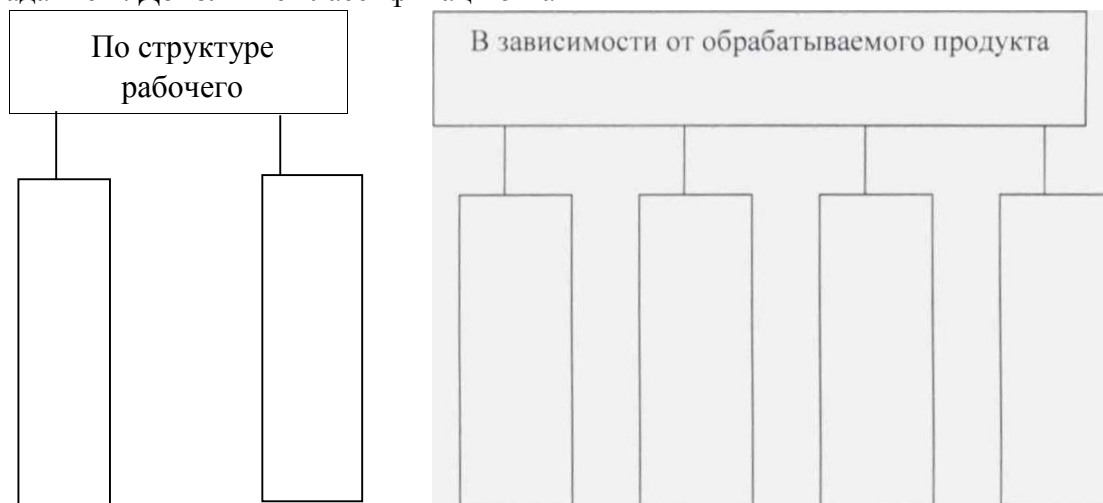 По структуре
рабочего
В зависимости от обрабатываемого продукта